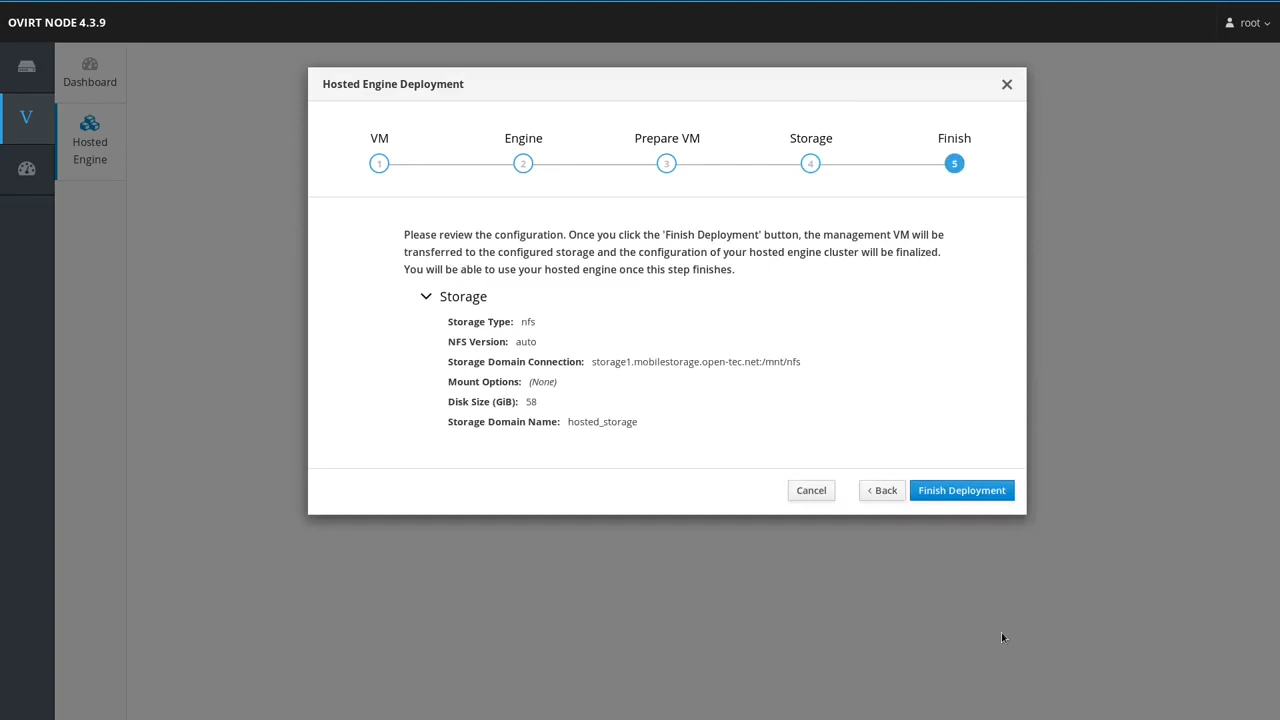 OVIRT NODE 4.3.9
root
Dashboard
V
Hosted
Engine
Hosted Engine Deployment
VM
Engine
Prepare VM
Storage
Finish
1
2
3
4
5
Please review the configuration. Once you click the 'Finish Deployment' button, the management VM will be
transferred to the configured storage and the configuration of your hosted engine cluster will be finalized.
You will be able to use your hosted engine once this step finishes.
Storage
Storage Type: nfs
NFS Version: auto
Storage Domain Connection: storage1.mobilestorage.open-tec.net:/mnt/nfs
Mount Options: (None)
Disk Size (GiB): 58
Storage Domain Name: hosted_storage
Cancel
‹ Back
Finish Deployment